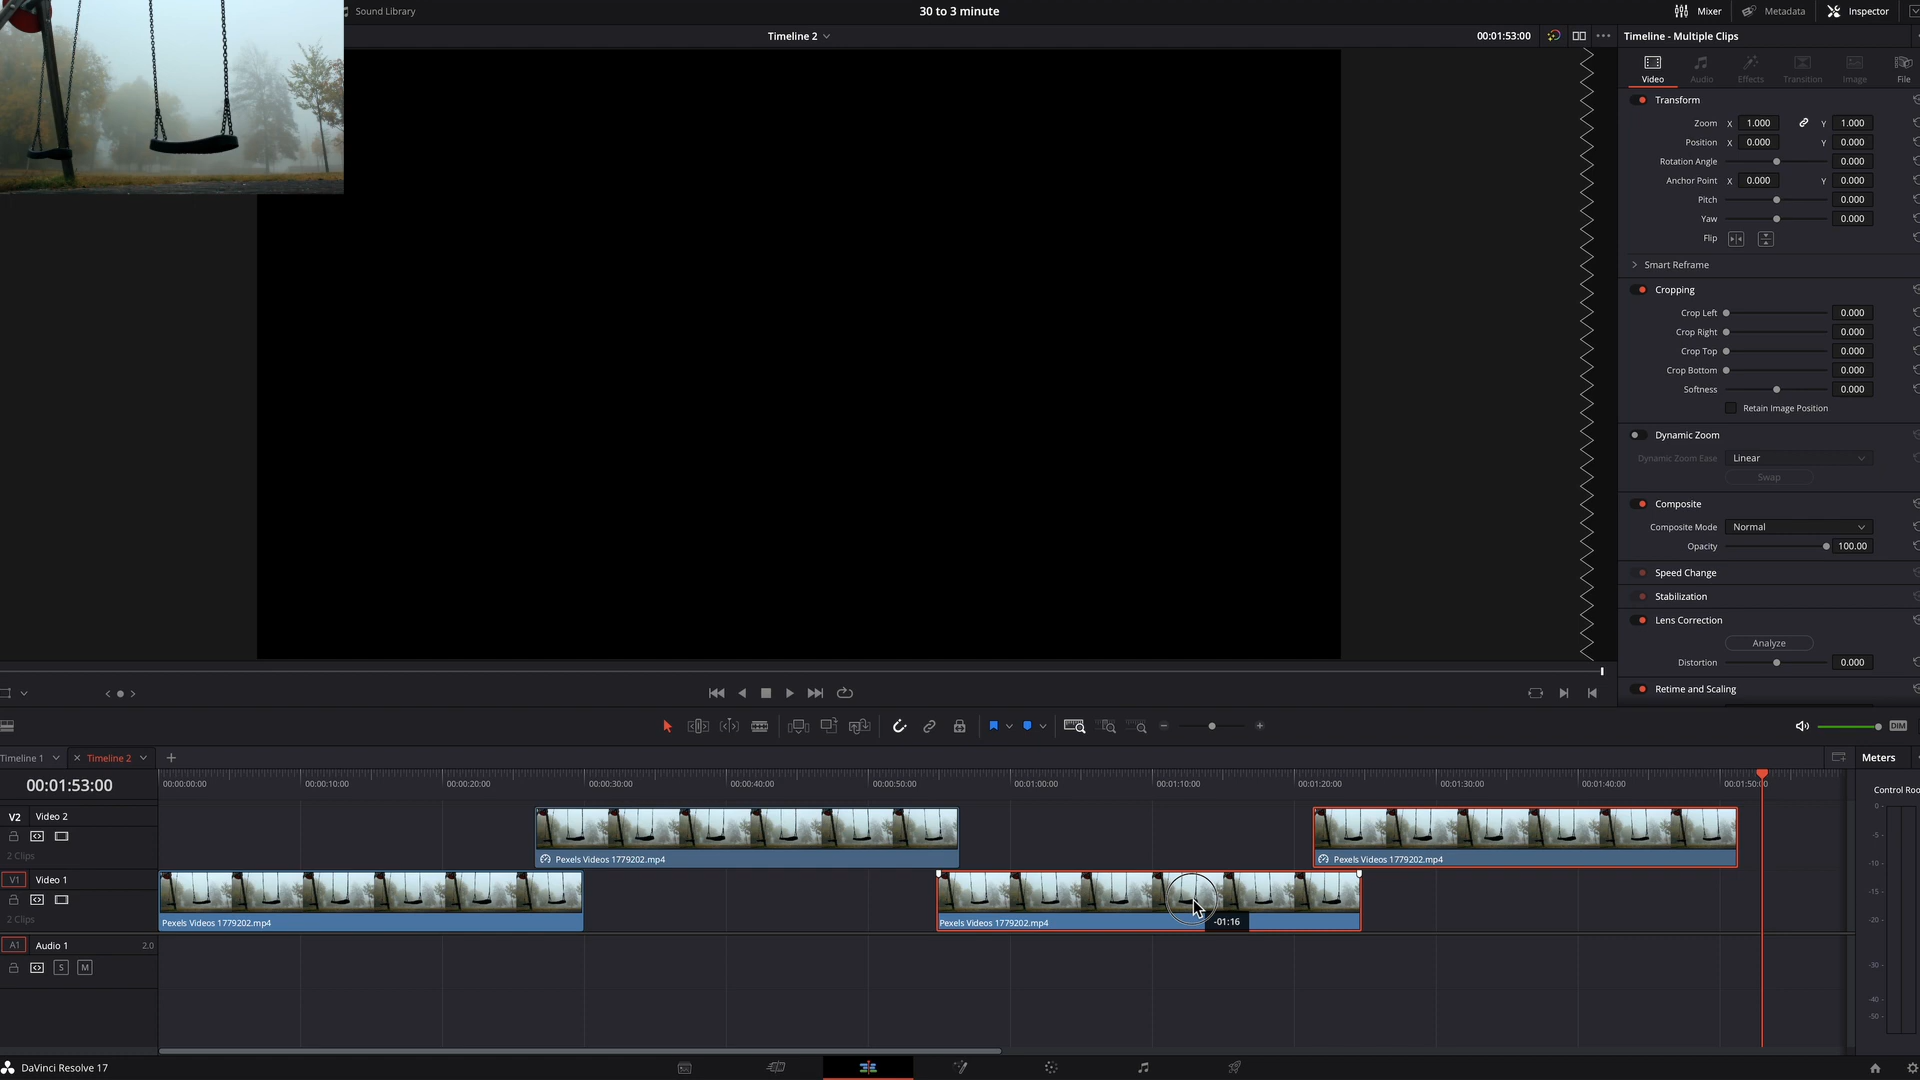 Sound Library
30 to 3 minute
Mixer
Metadata
Inspector
Timeline 2
00:01:53:00
Timeline - Multiple Clips
Video
Audio
Effects
Transition
Image
File
Transform
Zoom X 1.000 Y 1.000
Position X 0.000 Y 0.000
Rotation Angle 0.000
Anchor Point X 0.000 Y 0.000
Pitch 0.000
Yaw 0.000
Flip
Smart Reframe
Cropping
Crop Left 0.000
Crop Right 0.000
Crop Top 0.000
Crop Bottom 0.000
Softness 0.000
Retain Image Position
Dynamic Zoom
Dynamic Zoom Ease Linear
Swap
Composite
Composite Mode Normal
Opacity 100.00
Speed Change
Stabilization
Lens Correction
Analyze
Distortion 0.000
Retime and Scaling
DIM
Timeline 1
Timeline 2
Meters
00:01:53:00
00:00:00:00
00:00:10:00
00:00:20:00
00:00:30:00
00:00:40:00
00:00:50:00
00:01:00:00
00:01:10:00
00:01:20:00
00:01:30:00
00:01:40:00
00:01:50:00
Control Roo
V2 Video 2
2 Clips
Pexels Videos 1779202.mp4
Pexels Videos 1779202.mp4
V1 Video 1
2 Clips
Pexels Videos 1779202.mp4
Pexels Videos 1779202.mp4
-01:16
A1 Audio 1 2.0
S M
0
-5
-10
-15
-20
-30
-40
-50
DaVinci Resolve 17